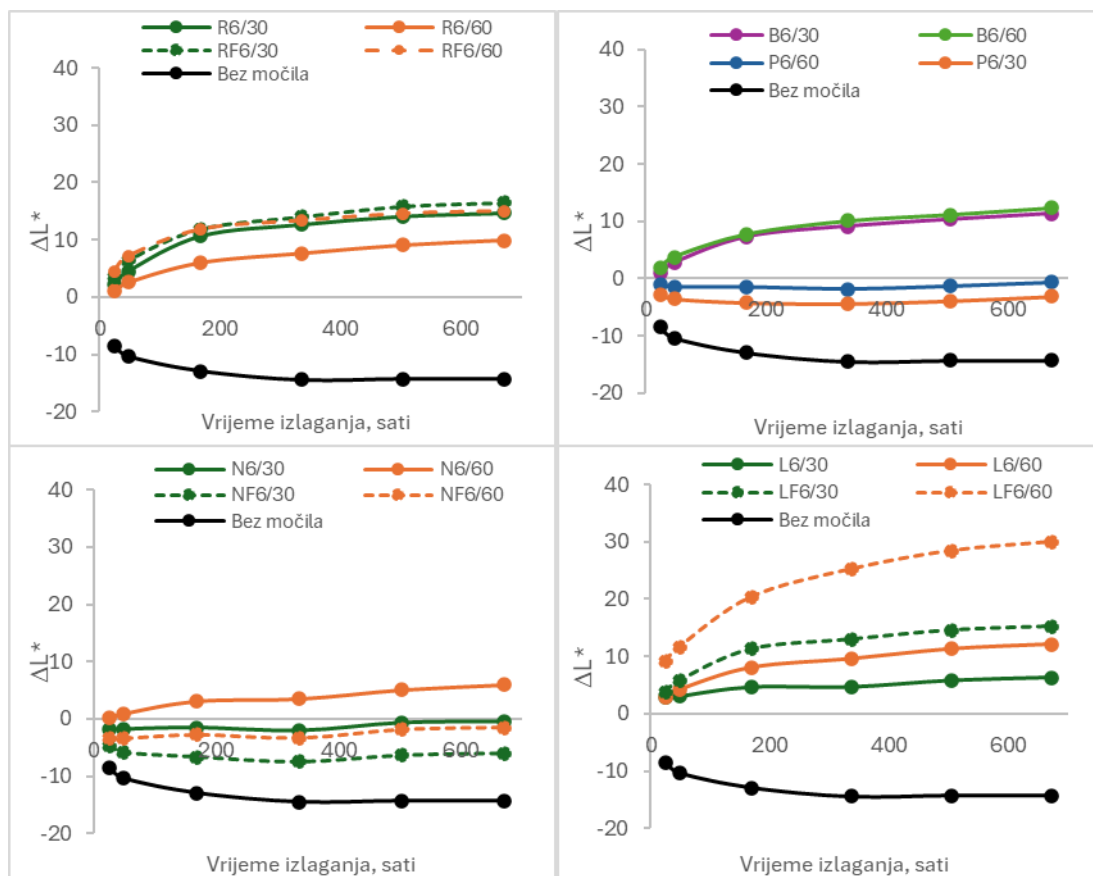 R6/30 R6/60
RF6/30 RF6/60
Bez močila
40
30
20
10
0
-10
-20
0 200 400 600
ΔL*
Vrijeme izlaganja, sati
B6/30 B6/60
P6/60 P6/30
Bez močila
40
30
20
10
0
-10
-20
0 200 400 600
ΔL*
Vrijeme izlaganja, sati
N6/30 N6/60
NF6/30 NF6/60
Bez močila
40
30
20
10
0
-10
-20
0 200 400 600
ΔL*
Vrijeme izlaganja, sati
L6/30 L6/60
LF6/30 LF6/60
Bez močila
40
30
20
10
0
-10
-20
0 200 400 600
ΔL*
Vrijeme izlaganja, sati